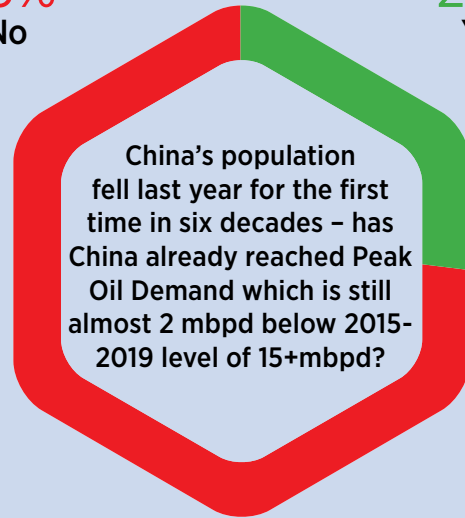 %
No
China's population
fell last year for the first
time in six decades – has
China already reached Peak
Oil Demand which is still
almost 2 mbpd below 2015-
2019 level of 15+mbpd?